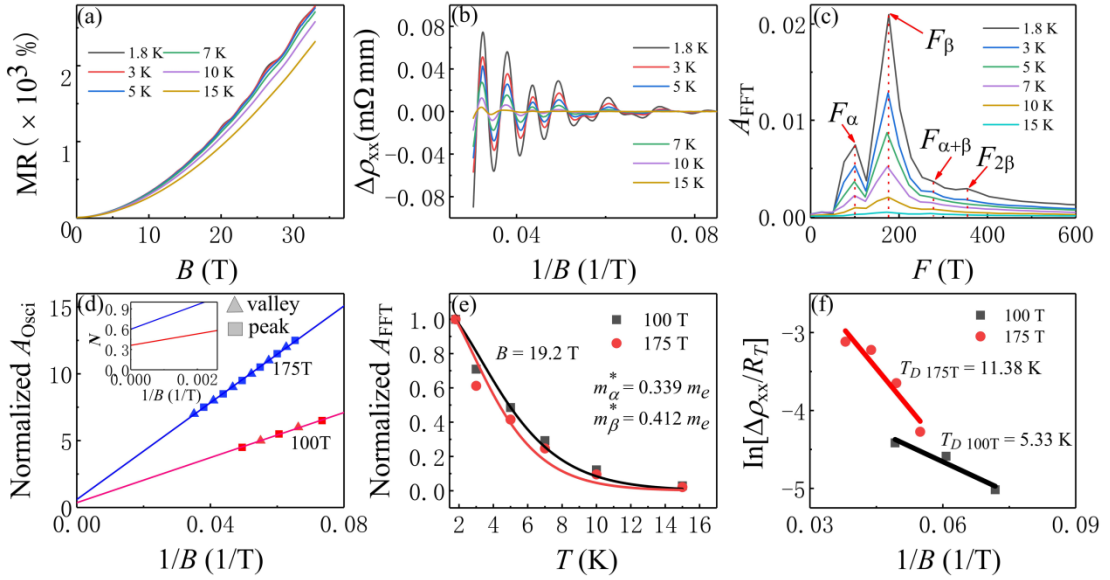 (a)
MR ( × 10³ %)
2
1
0
1.8 K
7 K
3 K
10 K
5 K
15 K
0
10
20
30
B (T)
(b)
Δρxx(mΩ mm)
0.08
0.04
0.00
-0.04
-0.08
1.8 K
3 K
5 K
7 K
10 K
15 K
0.04
0.08
1/B (1/T)
(c)
AFFT
0.02
0.01
0.00
1.8 K
3 K
5 K
7 K
10 K
15 K
Fβ
Fα
Fα+β
F2β
0
200
400
600
F (T)
(d)
Normalized AOsci
15
10
5
0
N
0.9
0.6
0.3
0.0
0.000
0.002
1/B (1/T)
valley
peak
175T
100T
0.00
0.04
0.08
1/B (1/T)
(e)
Normalized AFFT
1.0
0.8
0.6
0.4
0.2
0.0
100 T
175 T
B = 19.2 T
m*α = 0.339 me
m*β = 0.412 me
2
4
6
8
10
12
14
16
T (K)
(f)
ln[Δρxx/RT]
-3
-4
-5
100 T
175 T
TD 175T = 11.38 K
TD 100T = 5.33 K
0.03
0.06
0.09
1/B (1/T)